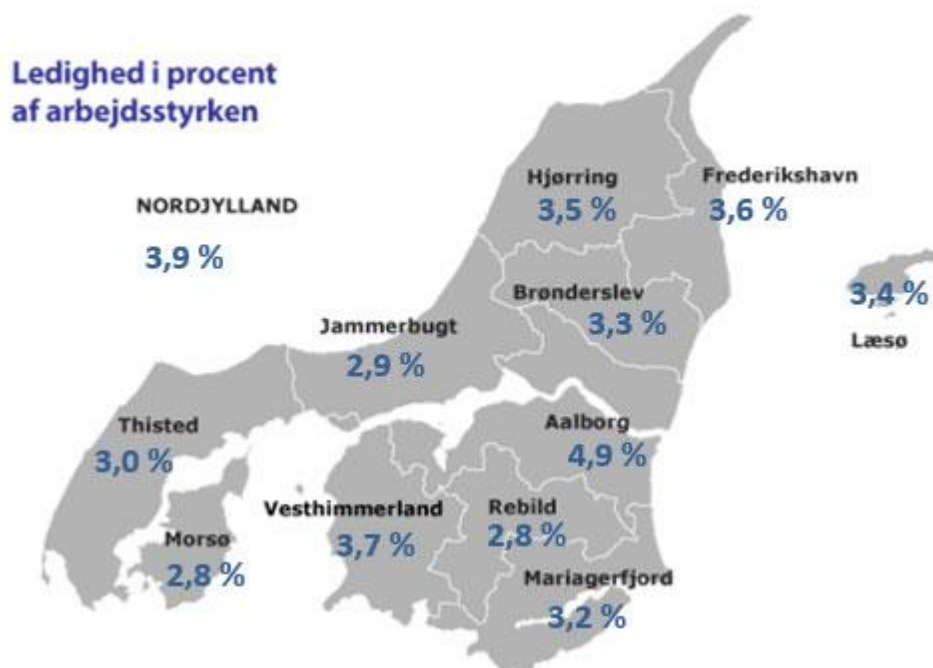 Ledighed i procent
af arbejdsstyrken
NORDJYLLAND
3,9 %
Hjørring
3,5 %
Frederikshavn
3,6 %
Brønderslev
3,3 %
3,4 %
Læsø
Jammerbugt
2,9 %
Thisted
3,0 %
Aalborg
4,9 %
Vesthimmerland
3,7 %
Rebild
2,8 %
Morsø
2,8 %
Mariagerfjord
3,2 %